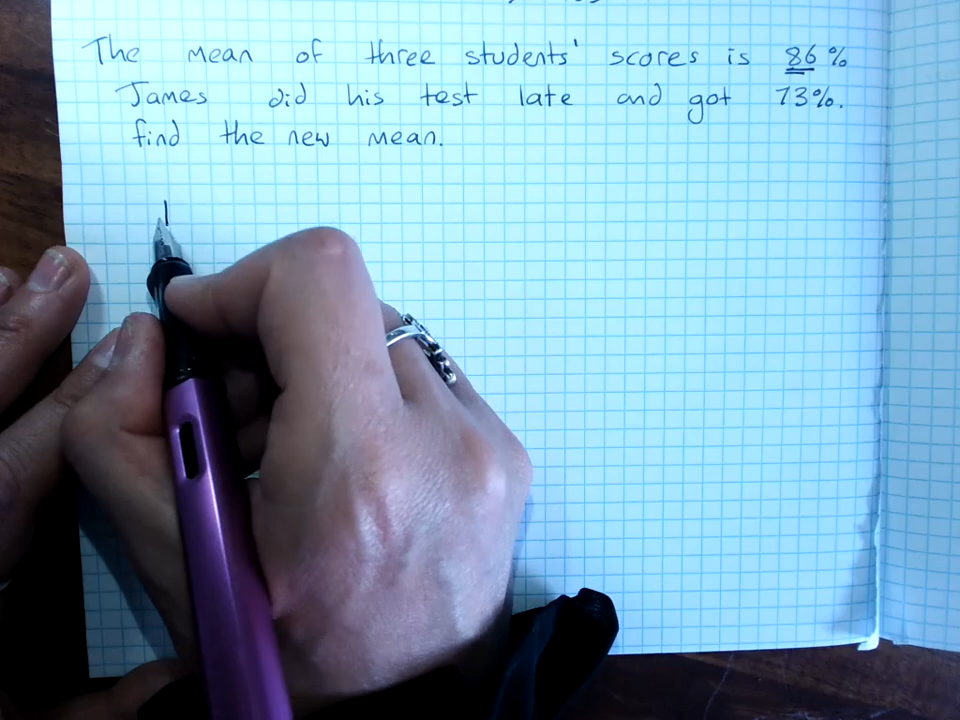 The mean of three students' scores is 86%
James did his test late and got 73%.
find the new mean.